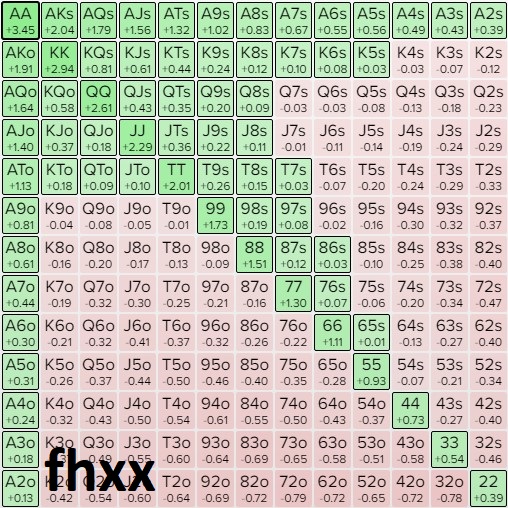 AA AKs AQs AJs ATs A9s A8s A7s A6s A5s A4s A3s A2s
+3.45 +2.04 +1.79 +1.56 +1.32 +1.02 +0.83 +0.67 +0.55 +0.56 +0.49 +0.43 +0.39
AKo KK KQs KJs KTs K9s K8s K7s K6s K5s K4s K3s K2s
+1.91 +2.94 +0.81 +0.61 +0.44 +0.24 +0.12 +0.10 +0.08 +0.03 -0.03 -0.07 -0.12
AQo KQo QQ QJs QTs Q9s Q8s Q7s Q6s Q5s Q4s Q3s Q2s
+1.64 +0.58 +2.61 +0.43 +0.35 +0.20 +0.09 -0.03 -0.03 -0.08 -0.13 -0.18 -0.23
AJo KJo QJo JJ JTs J9s J8s J7s J6s J5s J4s J3s J2s
+1.40 +0.37 +0.18 +2.29 +0.36 +0.22 +0.11 -0.01 -0.11 -0.14 -0.19 -0.24 -0.29
ATo KTo QTo JTo TT T9s T8s T7s T6s T5s T4s T3s T2s
+1.13 +0.18 +0.09 +0.10 +2.01 +0.26 +0.15 +0.03 -0.07 -0.20 -0.24 -0.29 -0.33
A9o K9o Q9o J9o T9o 99 98s 97s 96s 95s 94s 93s 92s
+0.81 -0.04 -0.08 -0.05 -0.01 +1.73 +0.19 +0.08 -0.02 -0.16 -0.30 -0.32 -0.37
A8o K8o Q8o J8o T8o 98o 88 87s 86s 85s 84s 83s 82s
+0.61 -0.16 -0.20 -0.17 -0.13 -0.09 +1.51 +0.12 +0.03 -0.10 -0.25 -0.38 -0.40
A7o K7o Q7o J7o T7o 97o 87o 77 76s 75s 74s 73s 72s
+0.44 -0.19 -0.32 -0.30 -0.25 -0.21 -0.16 +1.30 +0.07 -0.06 -0.20 -0.34 -0.47
A6o K6o Q6o J6o T6o 96o 86o 76o 66 65s 64s 63s 62s
+0.30 -0.21 -0.32 -0.41 -0.37 -0.32 -0.26 -0.22 +1.11 +0.01 -0.13 -0.27 -0.40
A5o K5o Q5o J5o T5o 95o 85o 75o 65o 55 54s 53s 52s
+0.31 -0.26 -0.37 -0.44 -0.50 -0.46 -0.40 -0.35 -0.28 +0.93 -0.07 -0.21 -0.34
A4o K4o Q4o J4o T4o 94o 84o 74o 64o 54o 44 43s 42s
+0.24 -0.32 -0.43 -0.50 -0.54 -0.61 -0.55 -0.50 -0.43 -0.37 +0.73 -0.27 -0.40
A3o T3o 93o 83o 73o 63o 53o 43o 33 32s
+0.18 -0.55 -0.60 -0.64 -0.69 -0.65 -0.58 -0.51 -0.58 +0.54 -0.46
fhxx
A2o T2o 92o 82o 72o 62o 52o 42o 32o 22
+0.13 -0.42 -0.54 -0.60 -0.64 -0.69 -0.72 -0.79 -0.72 -0.65 -0.72 -0.78 +0.39